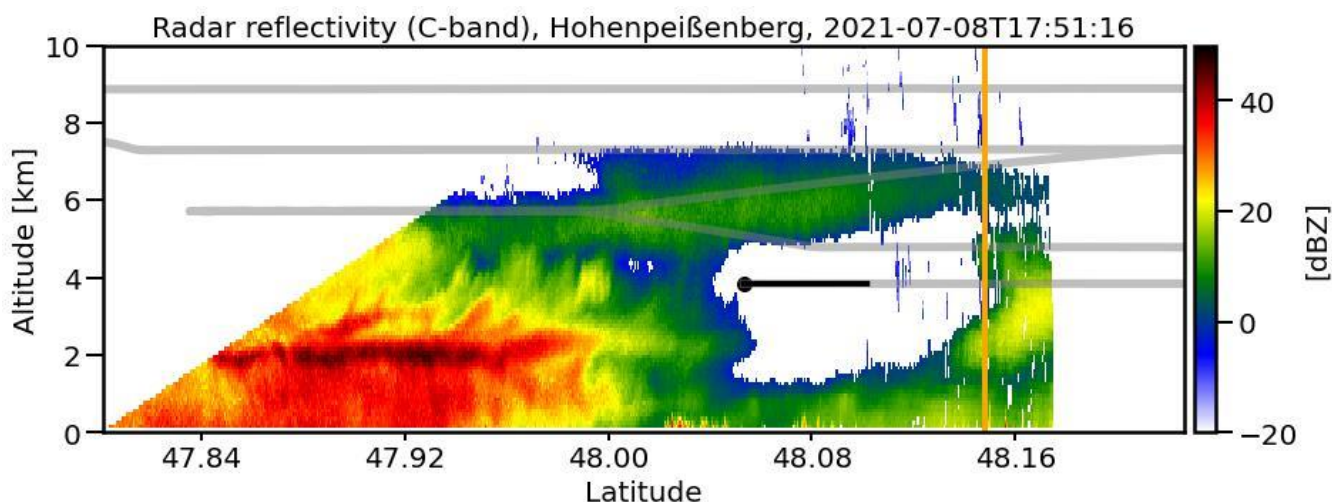 Radar reflectivity (C-band), Hohenpeißenberg, 2021-07-08T17:51:16
10
8
6
4
2
0
Altitude [km]
47.84 47.92 48.00 48.08 48.16
Latitude
40
20
0
−20
[dBZ]